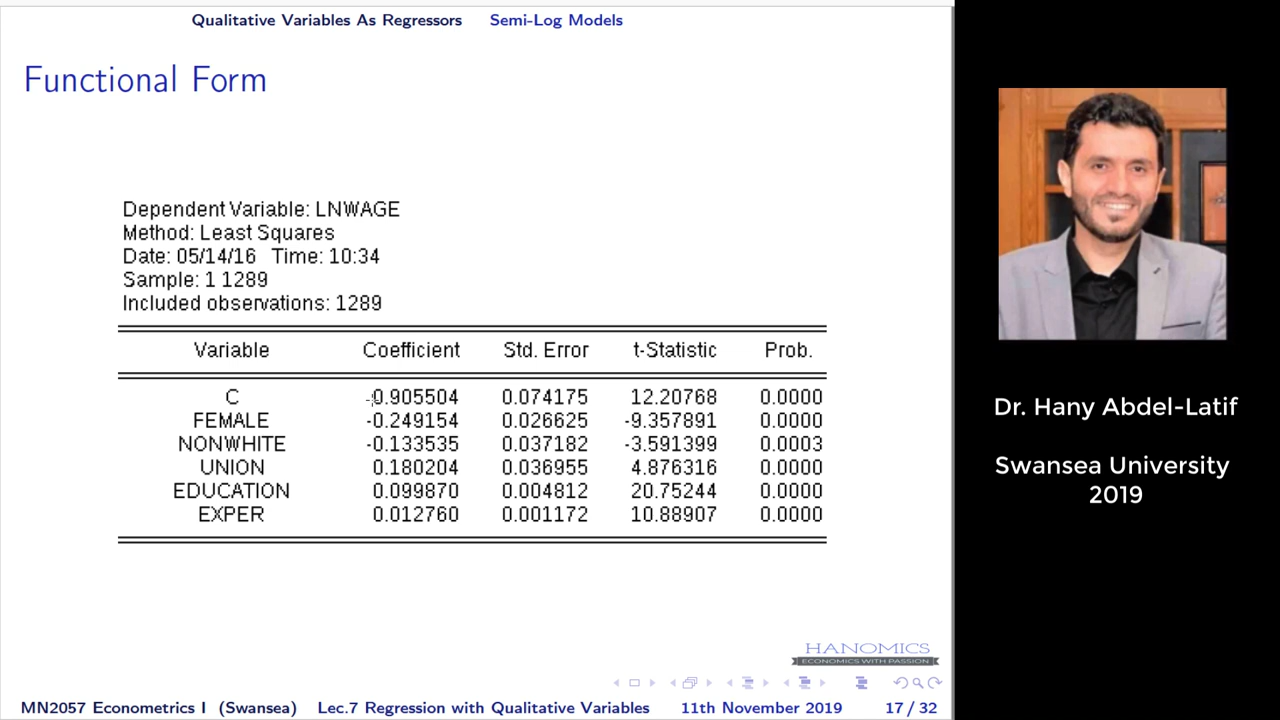 Qualitative Variables As Regressors Semi-Log Models
Functional Form
Dependent Variable: LNWAGE
Method: Least Squares
Date: 05/14/16 Time: 10:34
Sample: 1 1289
Included observations: 1289
Variable Coefficient Std. Error t-Statistic Prob.
C -0.905504 0.074175 12.20768 0.0000
FEMALE -0.249154 0.026625 -9.357891 0.0000
NONWHITE -0.133535 0.037182 -3.591399 0.0003
UNION 0.180204 0.036955 4.876316 0.0000
EDUCATION 0.099870 0.004812 20.75244 0.0000
EXPER 0.012760 0.001172 10.88907 0.0000
HANOMICS
ECONOMICS WITH PASSION
MN2057 Econometrics I (Swansea) Lec.7 Regression with Qualitative Variables 11th November 2019 17 / 32
Dr. Hany Abdel-Latif
Swansea University
2019